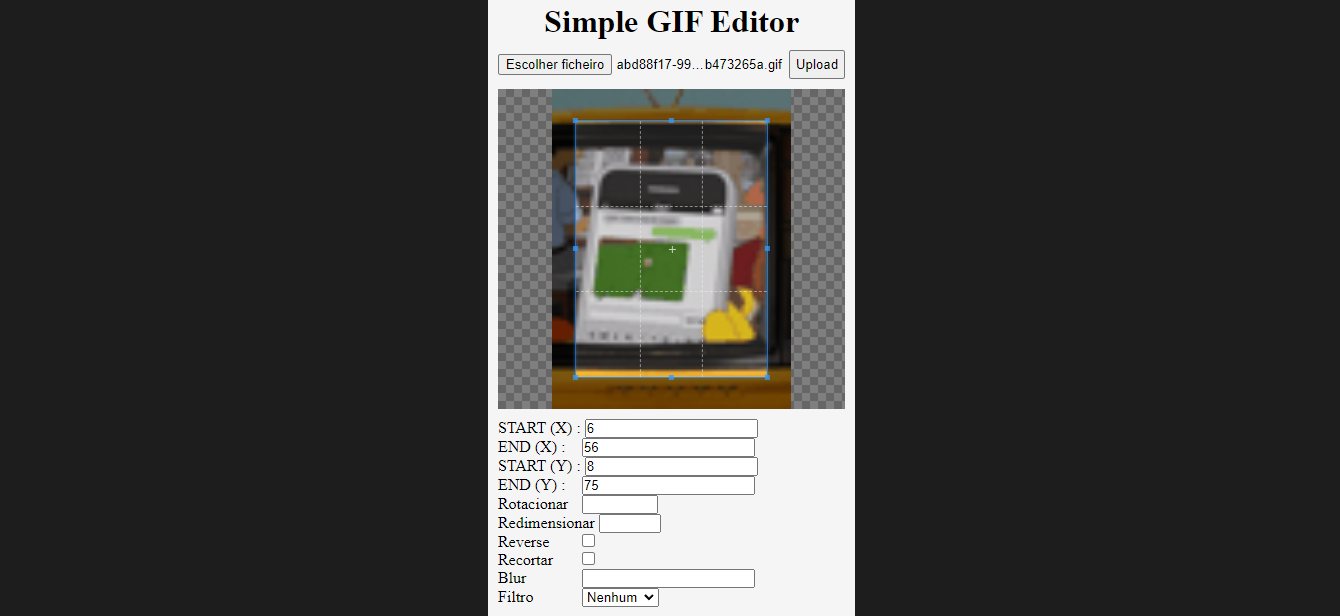 Simple GIF Editor
Escolher ficheiro abd88f17-99...b473265a.gif Upload
START (X) : 6
END (X) : 56
START (Y) : 8
END (Y) : 75
Rotacionar
Redimensionar
Reverse
Recortar
Blur
Filtro Nenhum